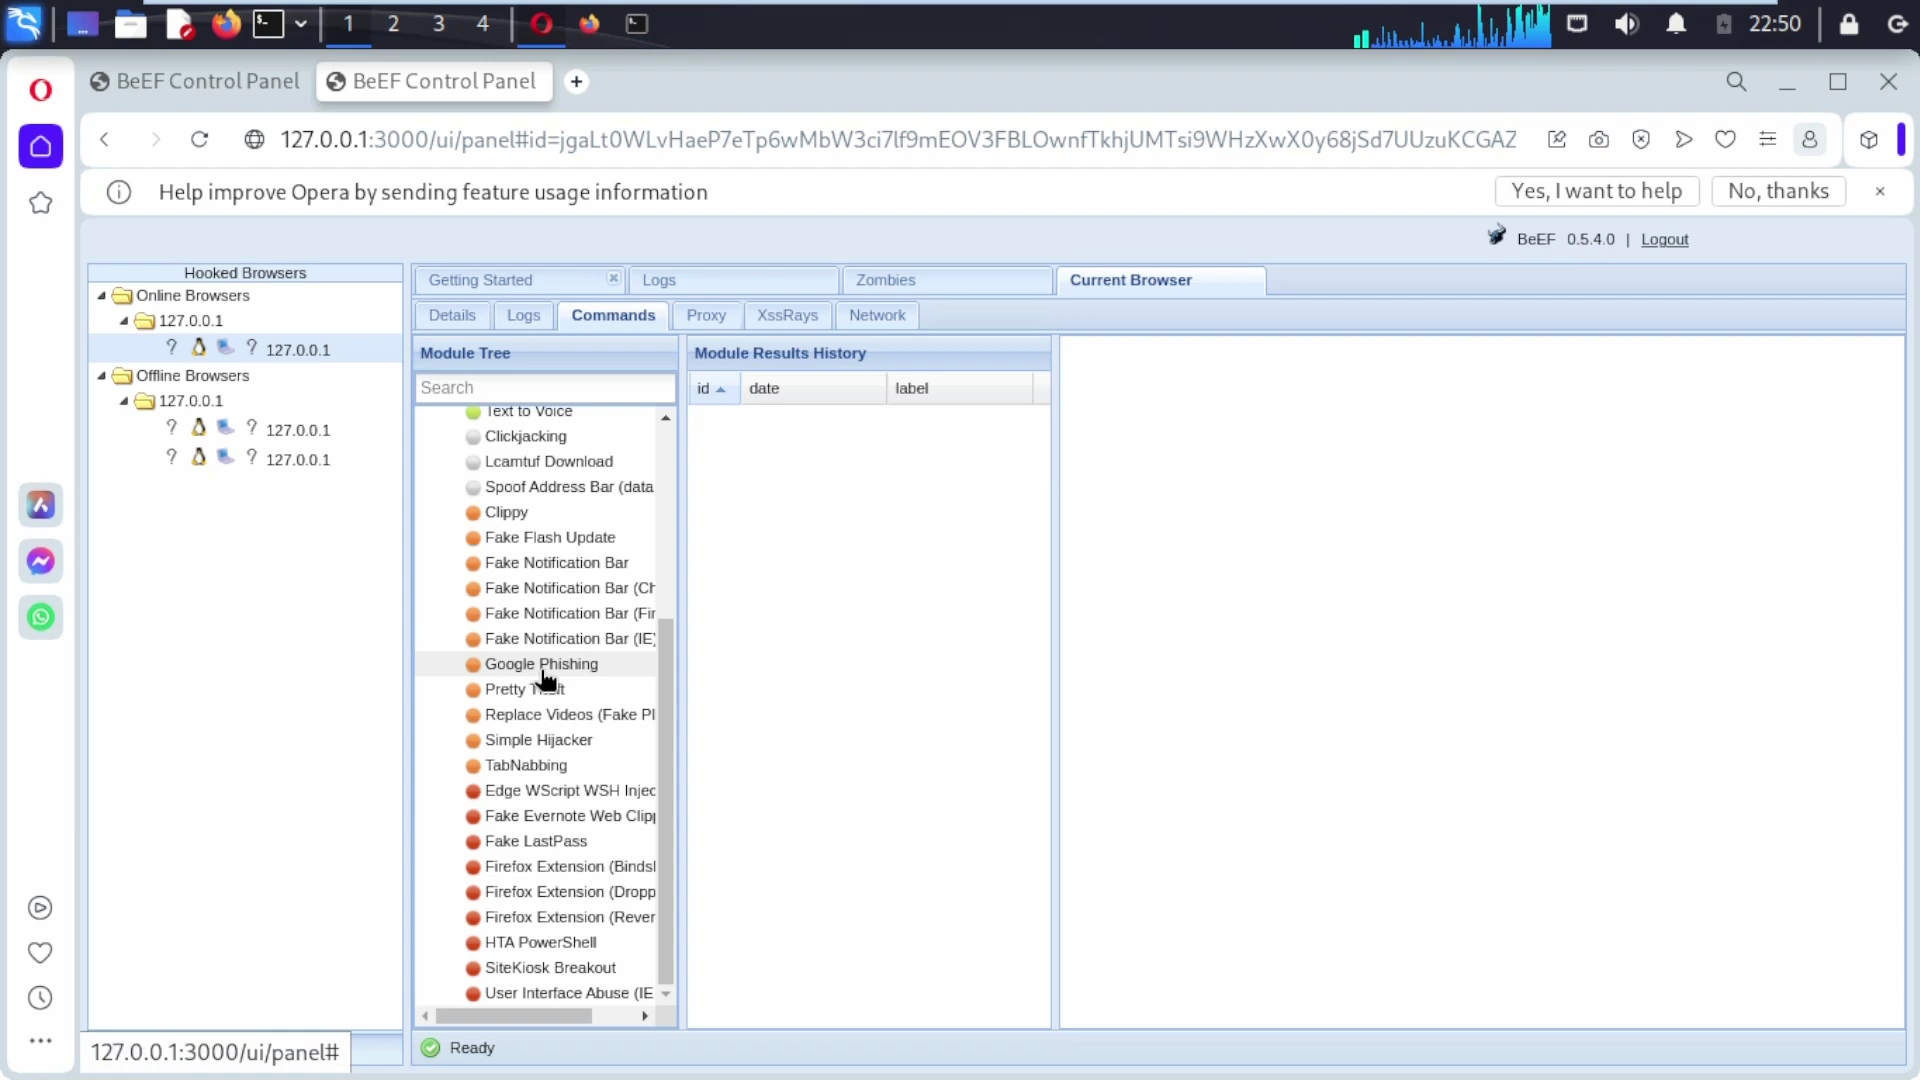 1 2 3 4 22:50
BeEF Control Panel BeEF Control Panel +
127.0.0.1:3000/ui/panel#id=jgaLt0WLvHaeP7eTp6wMbW3ci7lf9mEOV3FBLOwnfTkhjUMTsi9WHzXwX0y68jSd7UUzuKCGAZ
Help improve Opera by sending feature usage information Yes, I want to help No, thanks
BeEF 0.5.4.0 | Logout
Hooked Browsers
Online Browsers
127.0.0.1
? ? 127.0.0.1
Offline Browsers
127.0.0.1
? ? 127.0.0.1
? ? 127.0.0.1
Getting Started Logs Zombies Current Browser
Details Logs Commands Proxy XssRays Network
Module Tree
Search
Text to Voice
Clickjacking
Lcamtuf Download
Spoof Address Bar (data
Clippy
Fake Flash Update
Fake Notification Bar
Fake Notification Bar (Ch
Fake Notification Bar (Fir
Fake Notification Bar (IE)
Google Phishing
Pretty
Replace Videos (Fake Pl
Simple Hijacker
TabNabbing
Edge WScript WSH Injec
Fake Evernote Web Clip
Fake LastPass
Firefox Extension (Bindsl
Firefox Extension (Dropp
Firefox Extension (Rever
HTA PowerShell
SiteKiosk Breakout
User Interface Abuse (IE
Module Results History
id date label
127.0.0.1:3000/ui/panel#
Ready